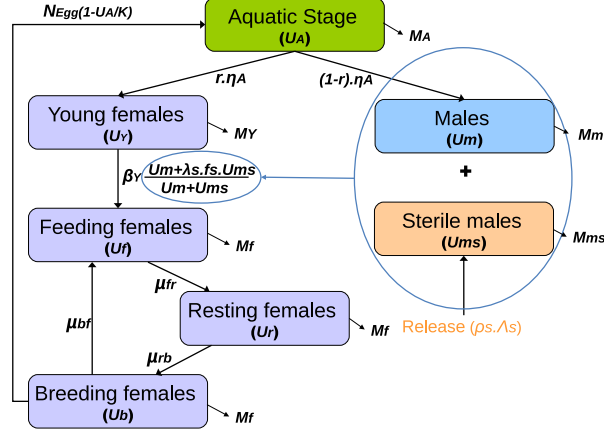 NEgg(1-UA/K)
Aquatic Stage
(UA)
MA
r.ηA
(1-r).ηA
Young females
(UY)
MY
Males
(Um)
Mm
+
βY Um+λs.fs.Ums
Um+Ums
Sterile males
(Ums)
Mms
Feeding females
(Uf)
Mf
μfr
μbf
Resting females
(Ur)
Mf
Release (ρs.Λs)
μrb
Breeding females
(Ub)
Mf